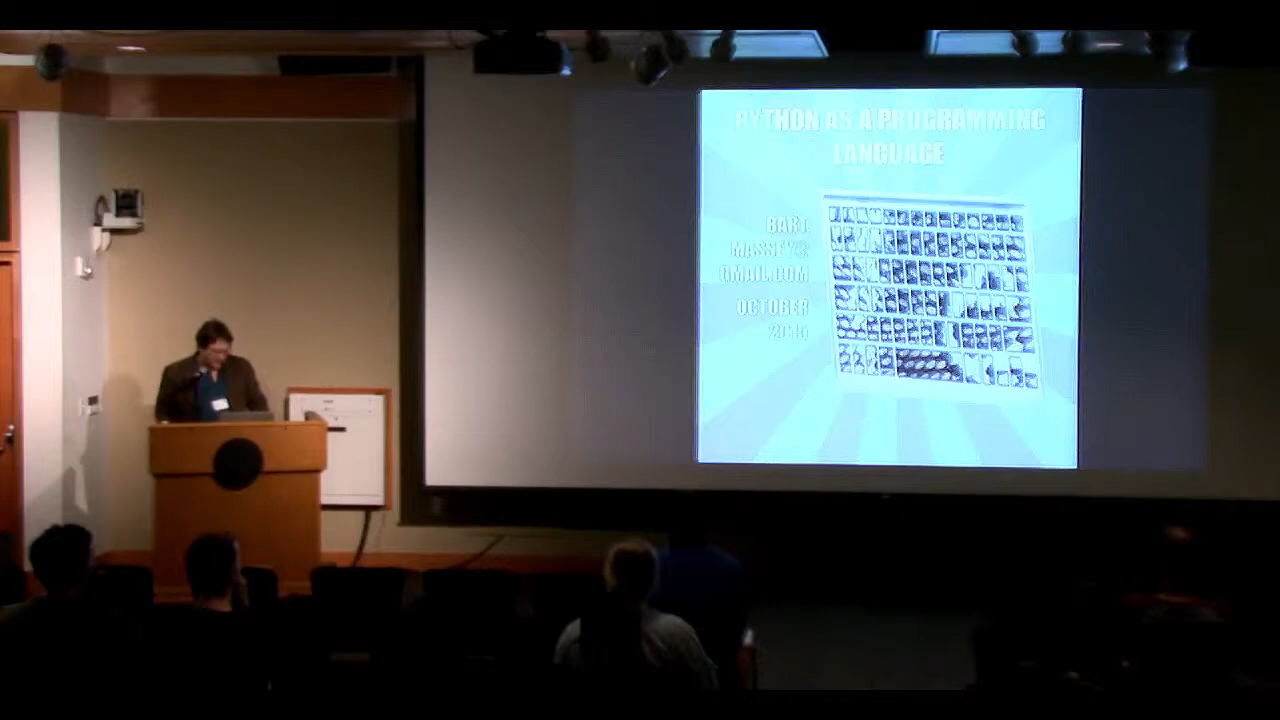 PYTHON AS A PROGRAMMING
LANGUAGE
BART
MASSEY@
GMAIL.COM
OCTOBER